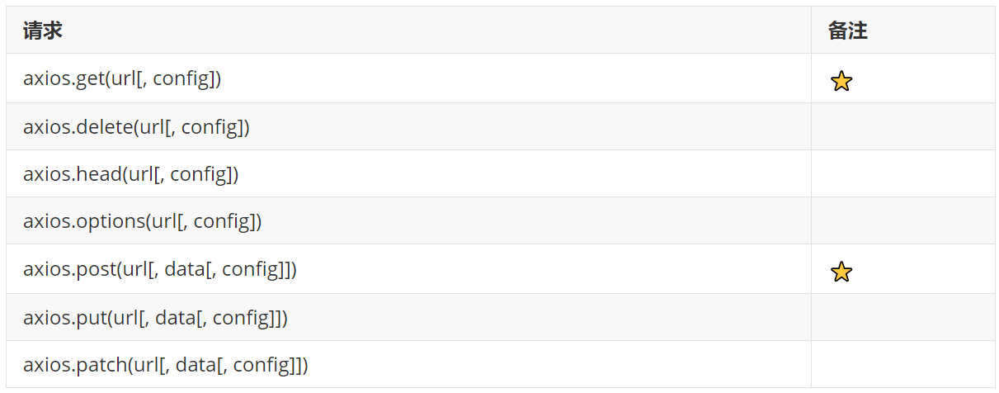 请求 备注
axios.get(url[, config])
axios.delete(url[, config])
axios.head(url[, config])
axios.options(url[, config])
axios.post(url[, data[, config]])
axios.put(url[, data[, config]])
axios.patch(url[, data[, config]])